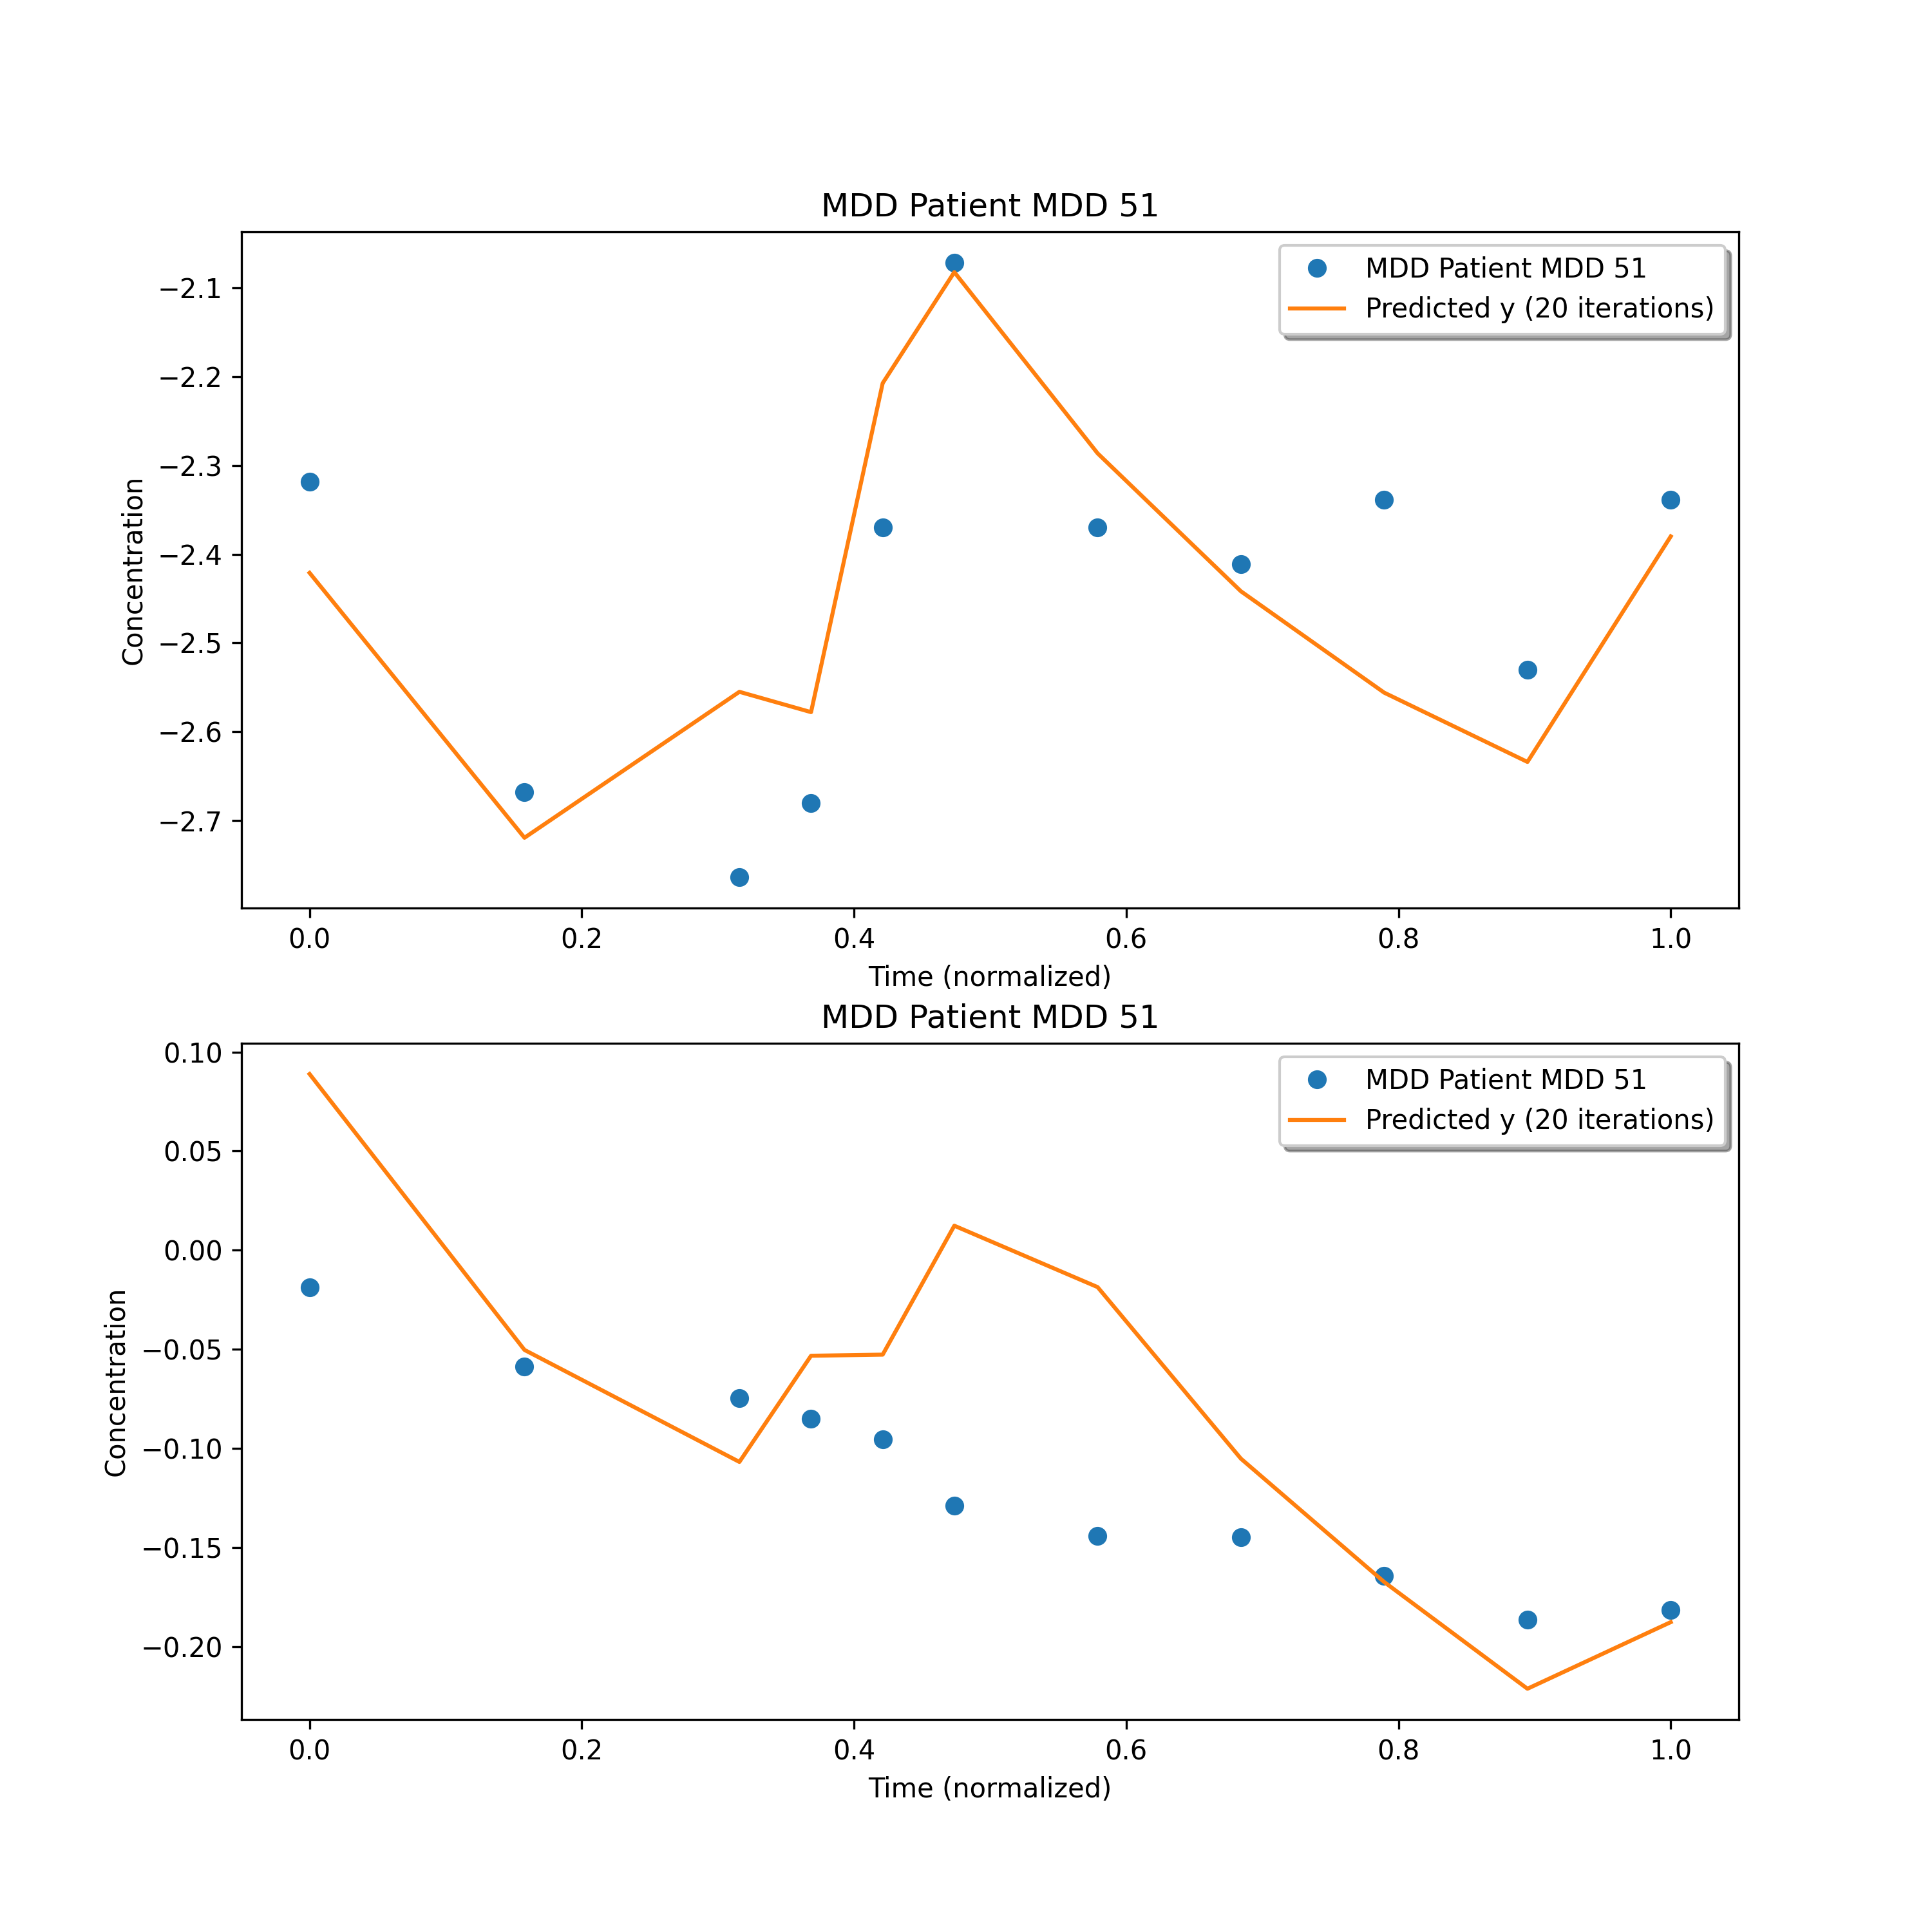 MDD Patient MDD 51
MDD Patient MDD 51
Predicted y (20 iterations)
Concentration
−2.1
−2.2
−2.3
−2.4
−2.5
−2.6
−2.7
0.0 0.2 0.4 0.6 0.8 1.0
Time (normalized)
MDD Patient MDD 51
MDD Patient MDD 51
Predicted y (20 iterations)
Concentration
0.10
0.05
0.00
−0.05
−0.10
−0.15
−0.20
0.0 0.2 0.4 0.6 0.8 1.0
Time (normalized)